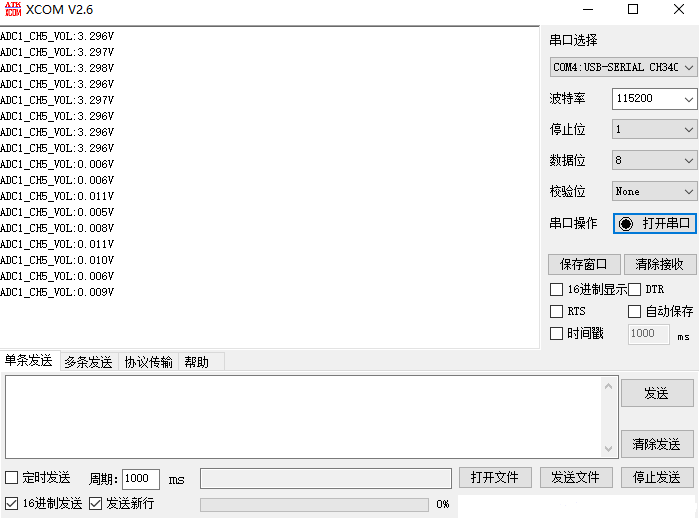 ATK
XCOM XCOM V2.6
ADC1_CH5_VOL:3.296V
ADC1_CH5_VOL:3.297V
ADC1_CH5_VOL:3.298V
ADC1_CH5_VOL:3.296V
ADC1_CH5_VOL:3.297V
ADC1_CH5_VOL:3.296V
ADC1_CH5_VOL:3.296V
ADC1_CH5_VOL:3.296V
ADC1_CH5_VOL:0.006V
ADC1_CH5_VOL:0.006V
ADC1_CH5_VOL:0.011V
ADC1_CH5_VOL:0.005V
ADC1_CH5_VOL:0.008V
ADC1_CH5_VOL:0.011V
ADC1_CH5_VOL:0.010V
ADC1_CH5_VOL:0.006V
ADC1_CH5_VOL:0.009V
串口选择
COM4:USB-SERIAL CH34
波特率 115200
停止位 1
数据位 8
校验位 None
串口操作 打开串口
保存窗口 清除接收
16进制显示 DTR
RTS 自动保存
时间戳 1000 ms
单条发送 多条发送 协议传输 帮助
发送
清除发送
定时发送 周期: 1000 ms 打开文件 发送文件 停止发送
16进制发送 发送新行 0%